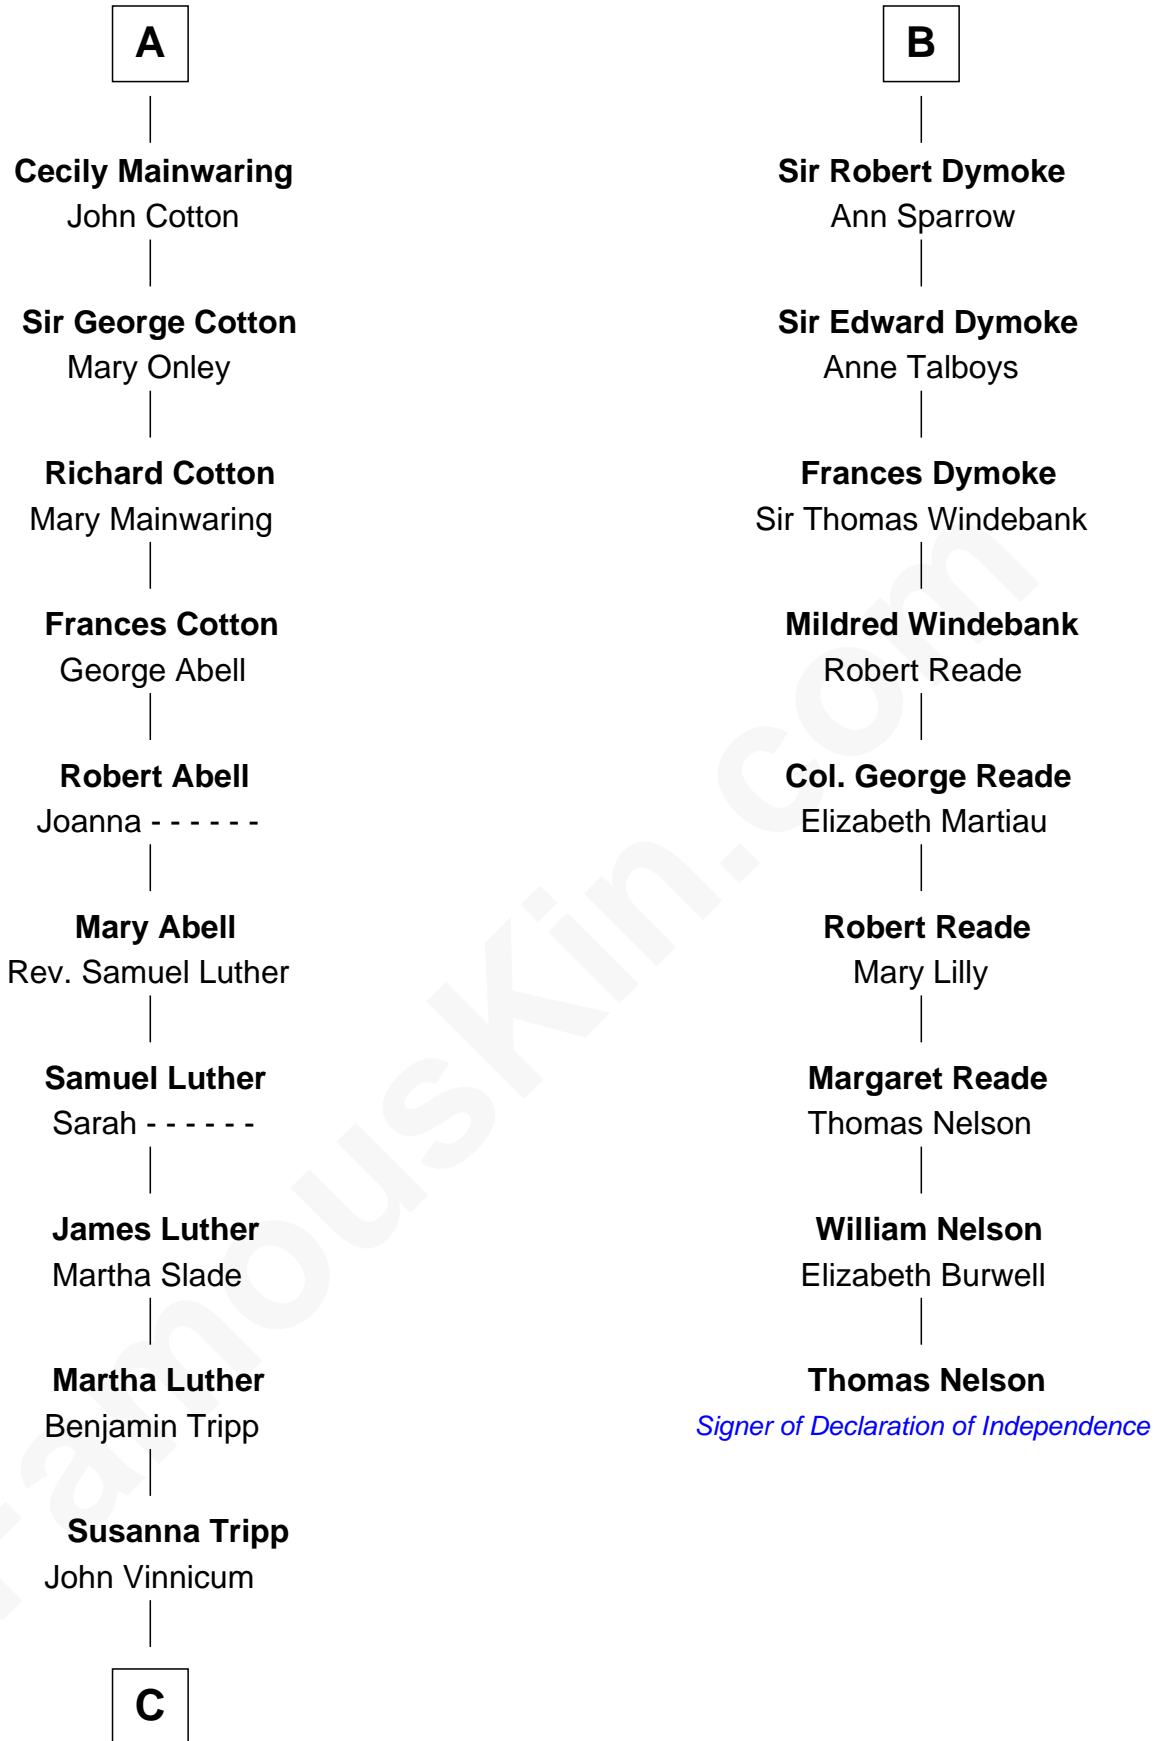 A
Cecily Mainwaring
John Cotton
Sir George Cotton
Mary Onley
Richard Cotton
Mary Mainwaring
Frances Cotton
George Abell
Robert Abell
Joanna - - - - - -
Mary Abell
Rev. Samuel Luther
Samuel Luther
Sarah - - - - - -
James Luther
Martha Slade
Martha Luther
Benjamin Tripp
Susanna Tripp
John Vinnicum
C
B
Sir Robert Dymoke
Ann Sparrow
Sir Edward Dymoke
Anne Talboys
Frances Dymoke
Sir Thomas Windebank
Mildred Windebank
Robert Reade
Col. George Reade
Elizabeth Martiau
Robert Reade
Mary Lilly
Margaret Reade
Thomas Nelson
William Nelson
Elizabeth Burwell
Thomas Nelson
Signer of Declaration of Independence
FamousKin.com